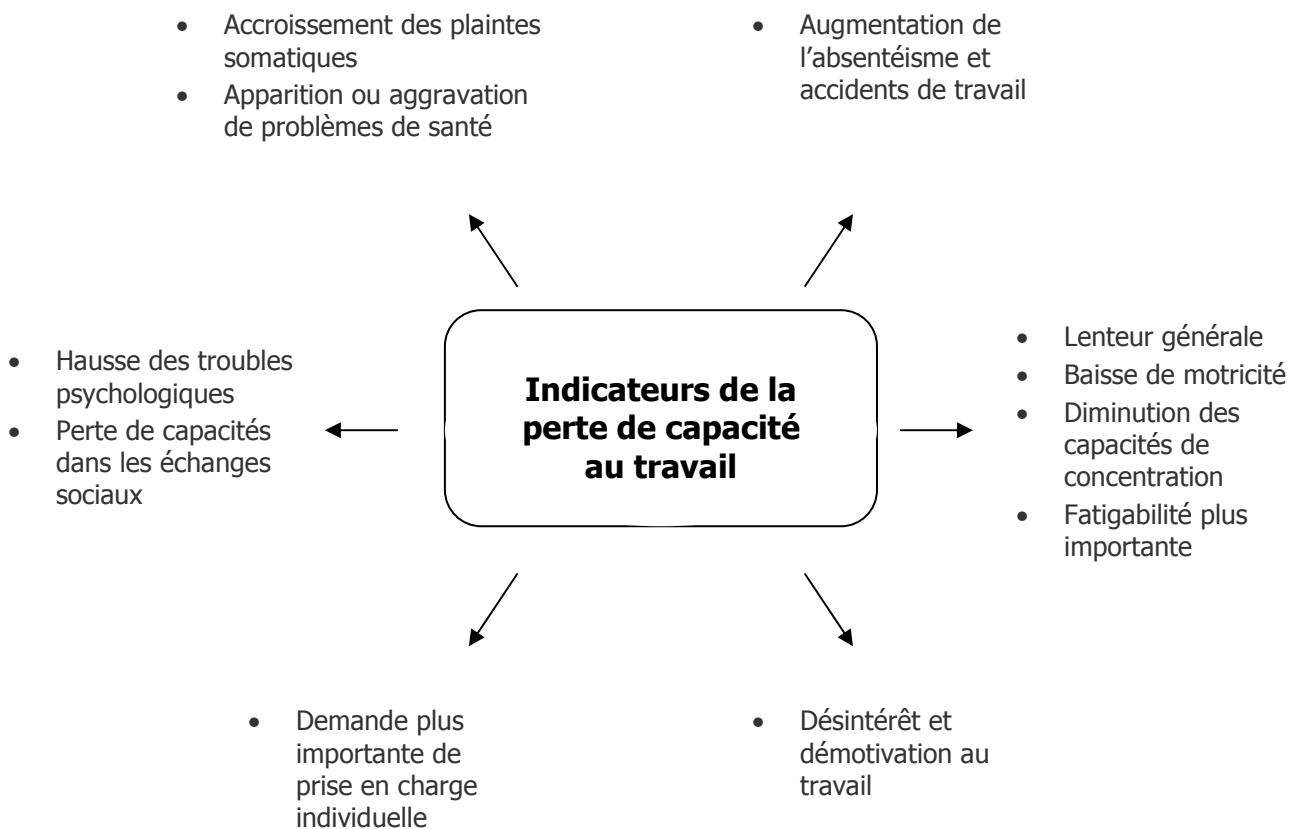 • Accroissement des plaintes
somatiques
• Apparition ou aggravation
de problèmes de santé
• Augmentation de
l’absentéisme et
accidents de travail
• Hausse des troubles
psychologiques
• Perte de capacités
dans les échanges
sociaux
Indicateurs de la
perte de capacité
au travail
• Lenteur générale
• Baisse de motricité
• Diminution des
capacités de
concentration
• Fatigabilité plus
importante
• Demande plus
importante de
prise en charge
individuelle
• Désintérêt et
démotivation au
travail